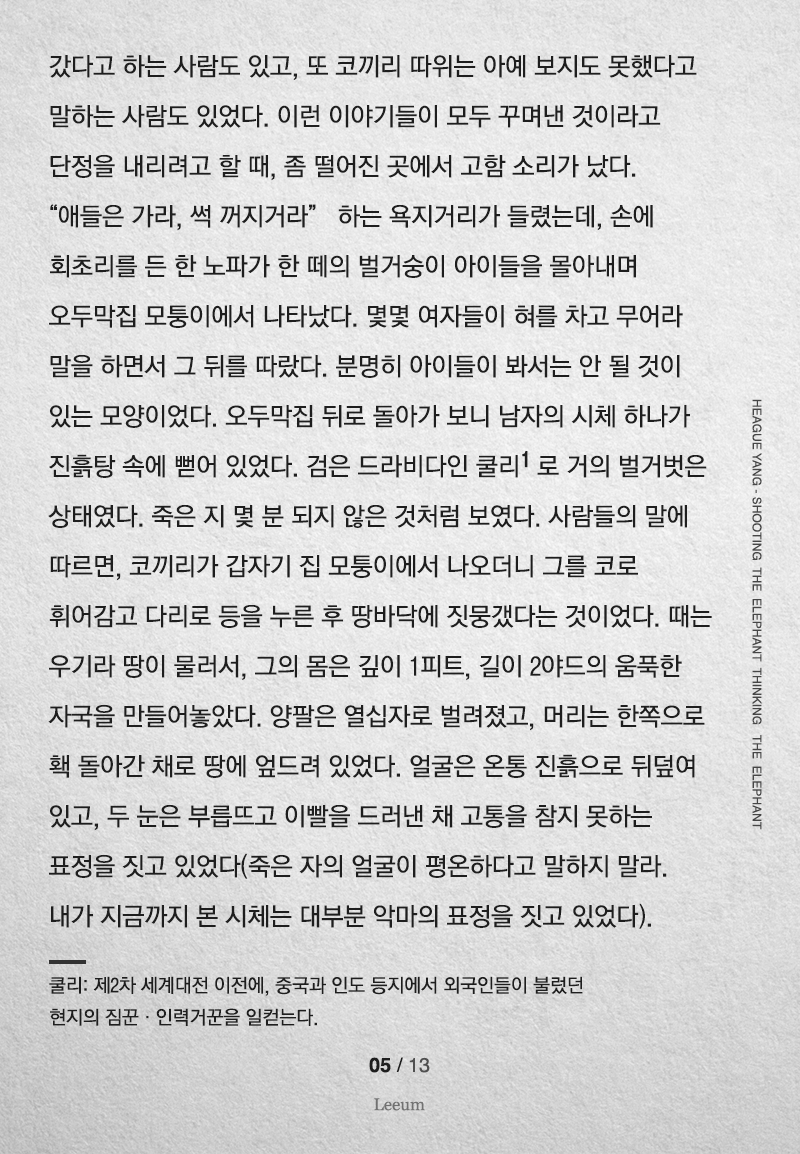 갔다고 하는 사람도 있고, 또 코끼리 따위는 아예 보지도 못했다고
말하는 사람도 있었다. 이런 이야기들이 모두 꾸며낸 것이라고
단정을 내리려고 할 때, 좀 떨어진 곳에서 고함 소리가 났다.
“애들은 가라, 썩 꺼지거라” 하는 욕지거리가 들렸는데, 손에
회초리를 든 한 노파가 한 떼의 벌거숭이 아이들을 몰아내며
오두막집 모퉁이에서 나타났다. 몇몇 여자들이 혀를 차고 무어라
말을 하면서 그 뒤를 따랐다. 분명히 아이들이 봐서는 안 될 것이
있는 모양이었다. 오두막집 뒤로 돌아가 보니 남자의 시체 하나가
진흙탕 속에 뻗어 있었다. 검은 드라비다인 쿨리1 로 거의 벌거벗은
상태였다. 죽은 지 몇 분 되지 않은 것처럼 보였다. 사람들의 말에
따르면, 코끼리가 갑자기 집 모퉁이에서 나오더니 그를 코로
휘어감고 다리로 등을 누른 후 땅바닥에 짓뭉갰다는 것이었다. 때는
우기라 땅이 물러서, 그의 몸은 깊이 1피트, 길이 2야드의 움푹한
자국을 만들어놓았다. 양팔은 열십자로 벌려졌고, 머리는 한쪽으로
홱 돌아간 채로 땅에 엎드려 있었다. 얼굴은 온통 진흙으로 뒤덮여
있고, 두 눈은 부릅뜨고 이빨을 드러낸 채 고통을 참지 못하는
표정을 짓고 있었다(죽은 자의 얼굴이 평온하다고 말하지 말라.
내가 지금까지 본 시체는 대부분 악마의 표정을 짓고 있었다).
쿨리: 제2차 세계대전 이전에, 중국과 인도 등지에서 외국인들이 불렀던
현지의 짐꾼 · 인력거꾼을 일컫는다.
05 / 13
Leeum
HEAGUE YANG - SHOOTING THE ELEPHANT THINKING THE ELEPHANT